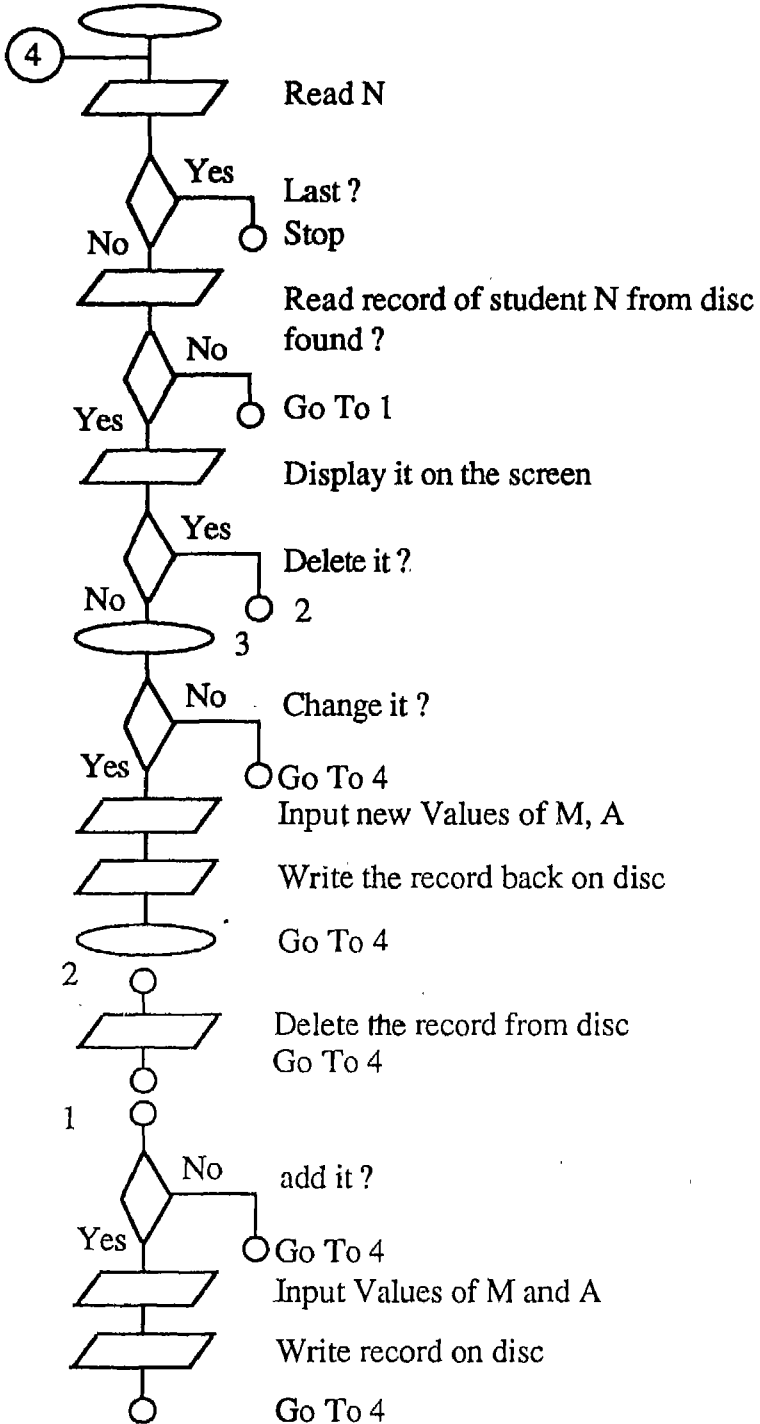 4
Read N
Yes
Last ?
Stop
No
Read record of student N from disc
found ?
No
Go To 1
Yes
Display it on the screen
Yes
Delete it ?
No
2
3
No
Change it ?
Yes
Go To 4
Input new Values of M, A
Write the record back on disc
Go To 4
2
Delete the record from disc
Go To 4
1
No
add it ?
Yes
Go To 4
Input Values of M and A
Write record on disc
Go To 4